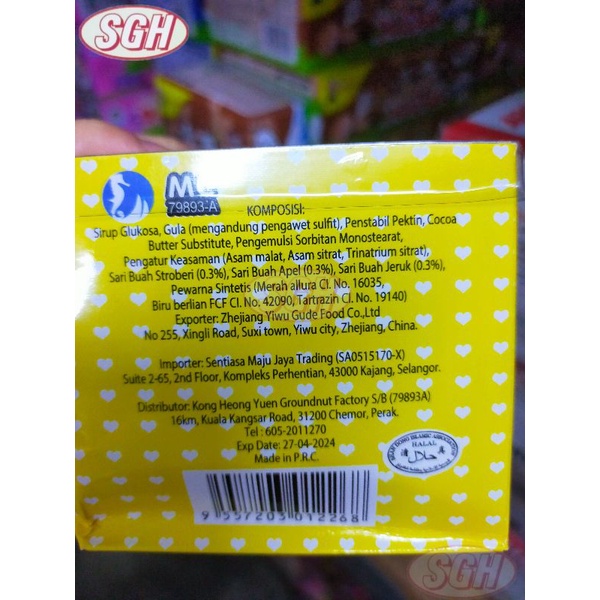 SGH
ML
79893-A
KOMPOSISI:
Sirup Glukosa, Gula (mengandung pengawet sulfit), Penstabil Pektin, Cocoa
Butter Substitute, Pengemulsi Sorbitan Monostearat,
Pengatur Keasaman (Asam malat, Asam sitrat, Trinatrium sitrat),
Sari Buah Stroberi (0.3%), Sari Buah Apel (0.3%), Sari Buah Jeruk (0.3%),
Pewarna Sintetis (Merah allura CI. No. 16035,
Biru berlian FCF CI. No. 42090, Tartrazin CI. No. 19140)
Exporter: Zhejiang Yiwu Gude Food Co.,Ltd
No 255, Xingli Road, Suxi town, Yiwu city, Zhejiang, China.
Importer: Sentiasa Maju Jaya Trading (SA0515170-X)
Suite 2-65, 2nd Floor, Kompleks Perhentian, 43000 Kajang, Selangor.
Distributor: Kong Heong Yuen Groundnut Factory S/B (79893A)
16km, Kuala Kangsar Road, 31200 Chemor, Perak.
Tel : 605-2011270
Exp Date: 27-04-2024
Made in P.R.C.
ISLAMIC ASSOCIATION
HALAL
حلال
9 557203 012268
SGH